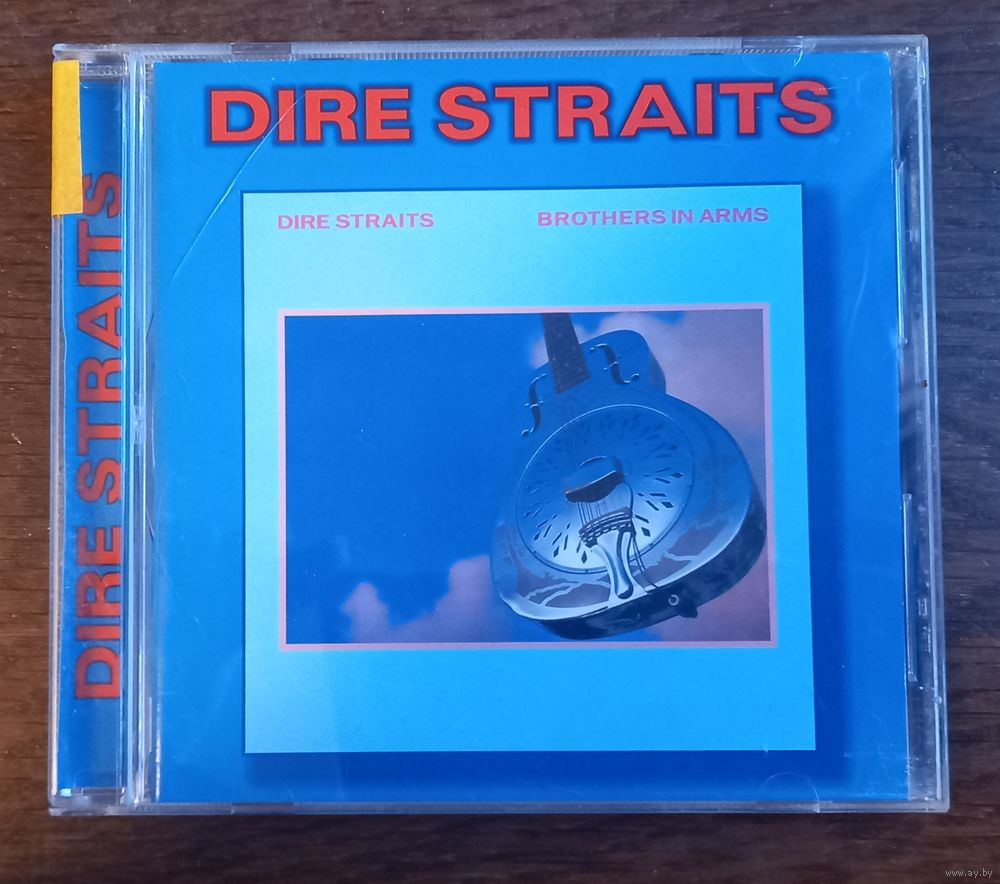 DIRE STRAITS
DIRE STRAITS
DIRE STRAITS BROTHERS IN ARMS
www.ay.by